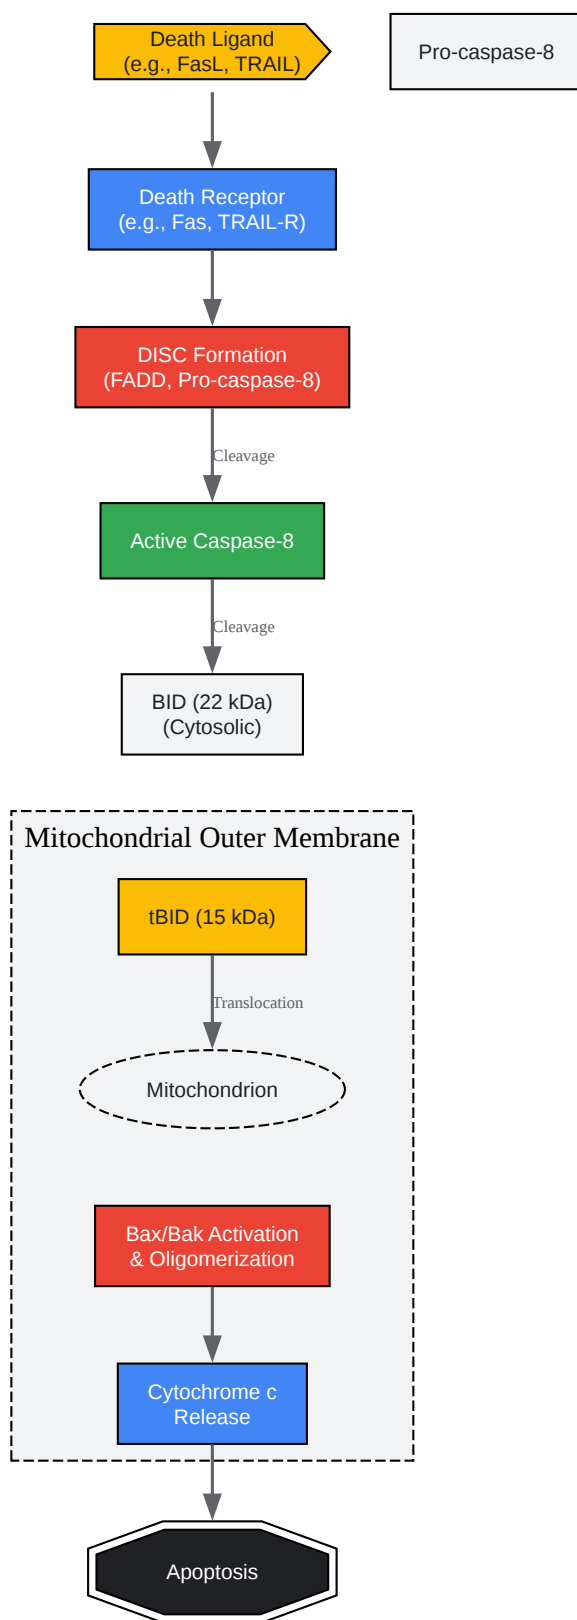 Death Ligand
(e.g., FasL, TRAIL)
Pro-caspase-8
Death Receptor
(e.g., Fas, TRAIL-R)
DISC Formation
(FADD, Pro-caspase-8)
Cleavage
Active Caspase-8
Cleavage
BID (22 kDa)
(Cytosolic)
Mitochondrial Outer Membrane
tBID (15 kDa)
Translocation
Mitochondrion
Bax/Bak Activation
& Oligomerization
Cytochrome c
Release
Apoptosis